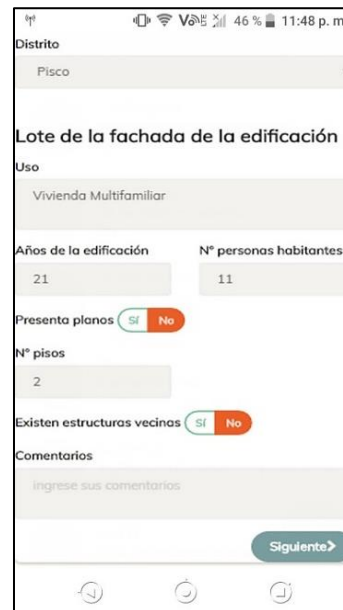 46 % 11:48 p. m
Distrito
Pisco
Lote de la fachada de la edificación
Uso
Vivienda Multifamiliar
Años de la edificación N° personas habitantes
21 11
Presenta planos Sí No
N° pisos
2
Existen estructuras vecinas Sí No
Comentarios
ingrese sus comentarios
Siguiente>